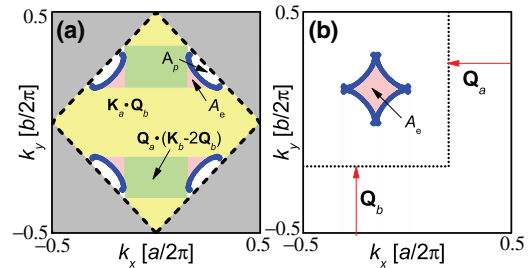 0.5
(a)
A_p
K_a·Q_b
A_e
Q_a·(K_b-2Q_b)
k_y [b/2π]
-0.5
-0.5
0.5
k_x [a/2π]
0.5
(b)
Q_a
A_e
k_y [b/2π]
Q_b
-0.5
-0.5
0.5
k_x [a/2π]